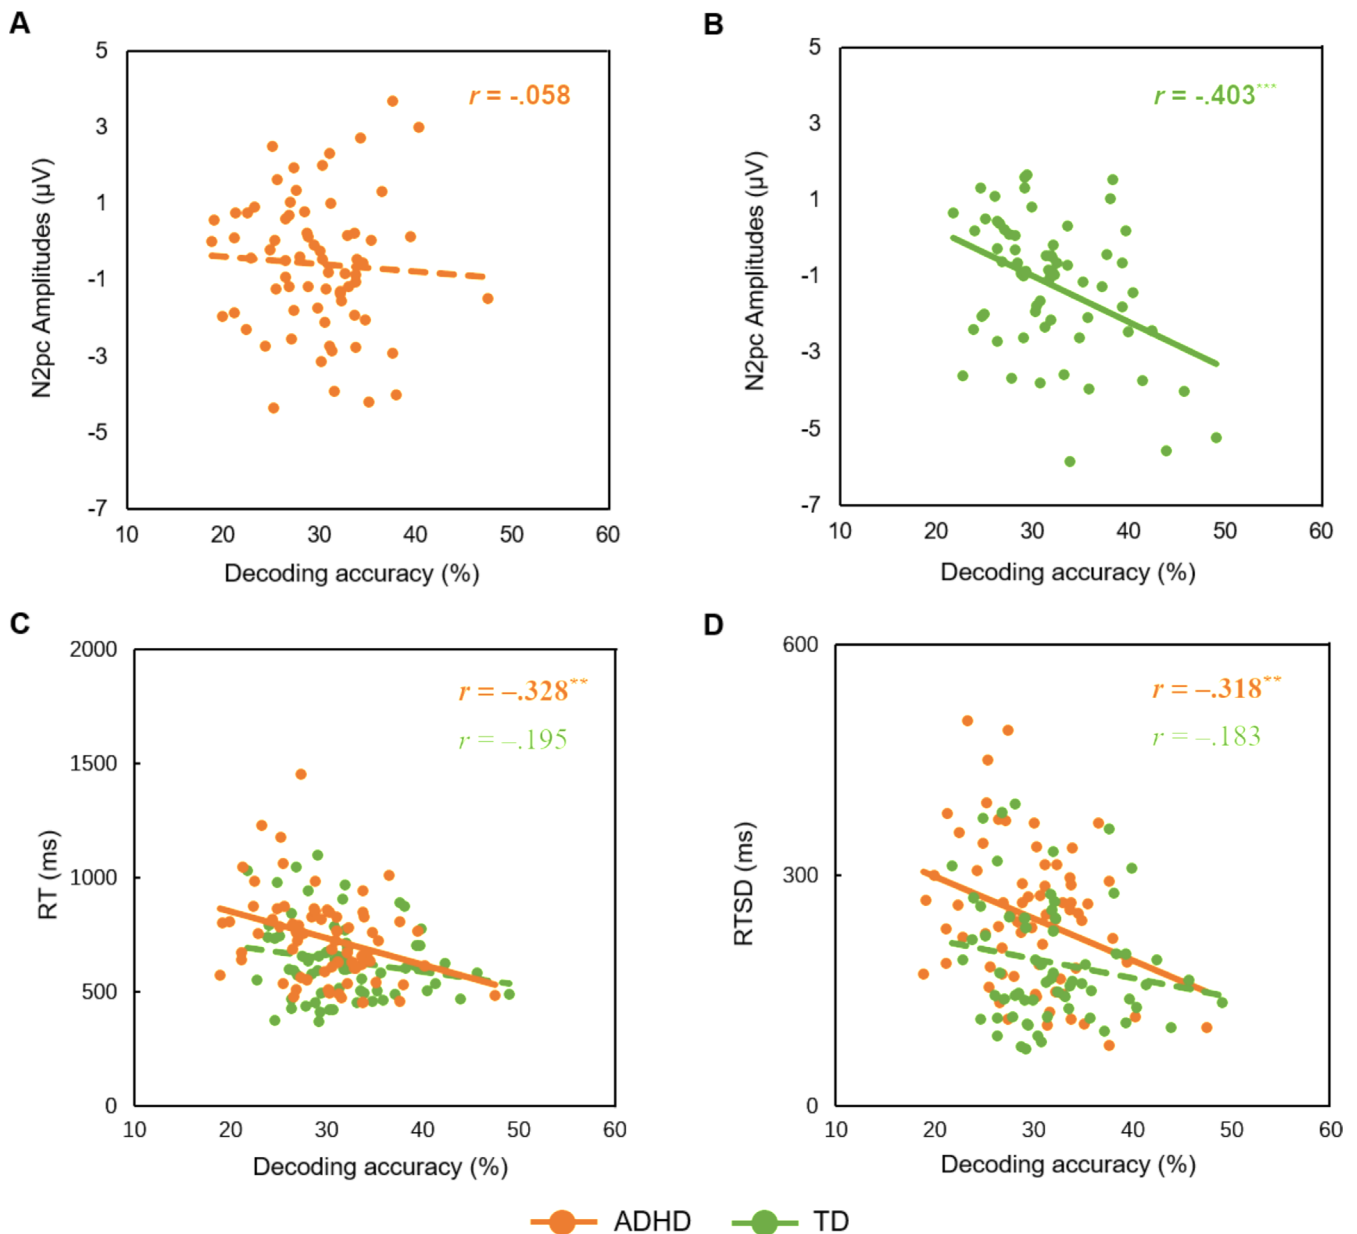 A
5
3
1
-1
-3
-5
-7
N2pc Amplitudes (μV)
r = -.058
10 20 30 40 50 60
Decoding accuracy (%)
B
5
3
1
-1
-3
-5
-7
N2pc Amplitudes (μV)
r = -.403***
10 20 30 40 50 60
Decoding accuracy (%)
C
2000
1500
1000
500
0
RT (ms)
r = –.328**
r = –.195
10 20 30 40 50 60
Decoding accuracy (%)
D
600
300
0
RTSD (ms)
r = –.318**
r = –.183
10 20 30 40 50 60
Decoding accuracy (%)
ADHD TD